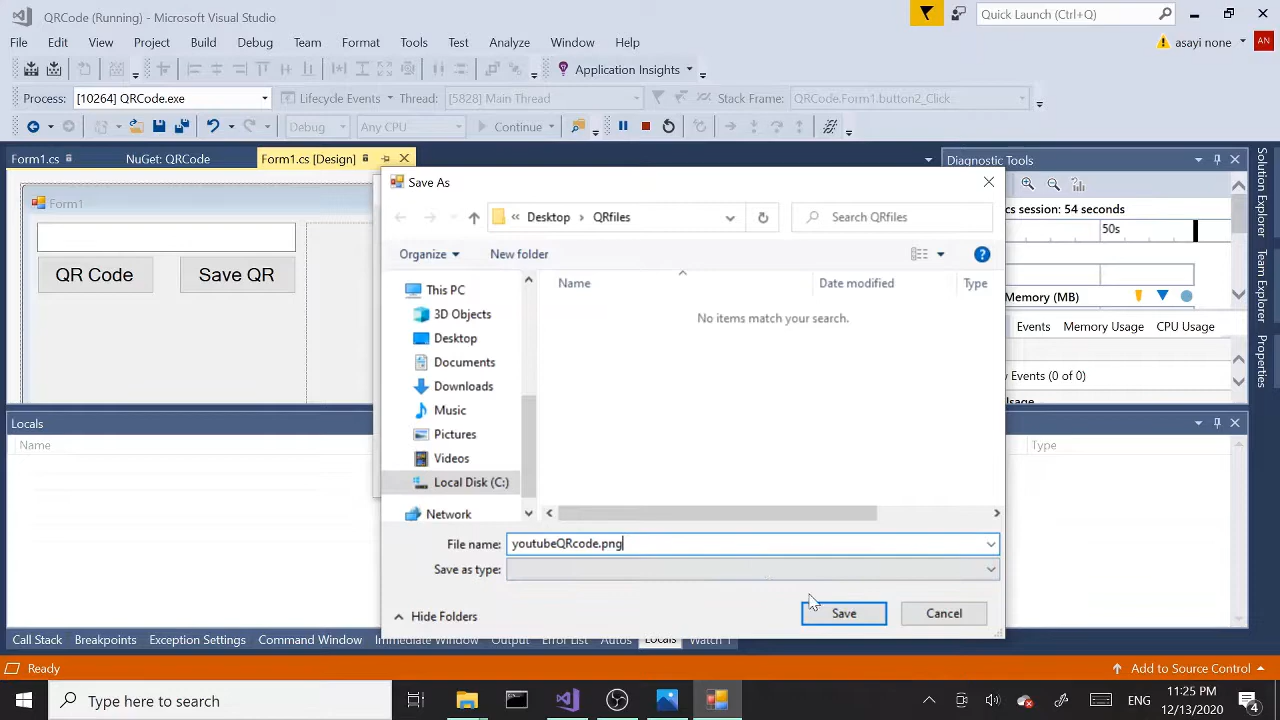 QRCode (Running) - Microsoft Visual Studio
Quick Launch (Ctrl+Q)
File Edit View Project Build Debug Team Format Tools Test Analyze Window Help
asayi none
AN
Application Insights
Process: [10264] QRCode.exe Lifecycle Events Thread: [5828] Main Thread Stack Frame: QRCode.Form1.button2_Click
Debug Any CPU Continue
Form1.cs NuGet: QRCode Form1.cs [Design]
Diagnostic Tools
Form1
QR Code Save QR
Save As
Desktop QRfiles
Search QRfiles
Organize New folder
Name Date modified Type
No items match your search.
This PC
3D Objects
Desktop
Documents
Downloads
Music
Pictures
Videos
Local Disk (C:)
Network
File name: youtubeQRcode.png
Save as type:
Hide Folders
Save Cancel
cs session: 54 seconds
50s
Memory (MB)
Events Memory Usage CPU Usage
Events (0 of 0)
Usage
Solution Explorer
Team Explorer
Properties
Locals
Name
Type
Call Stack Breakpoints Exception Settings Command Window Immediate Window Output Error List Autos Locals Watch 1
Ready
Add to Source Control
Type here to search
ENG
11:25 PM
12/13/2020
4